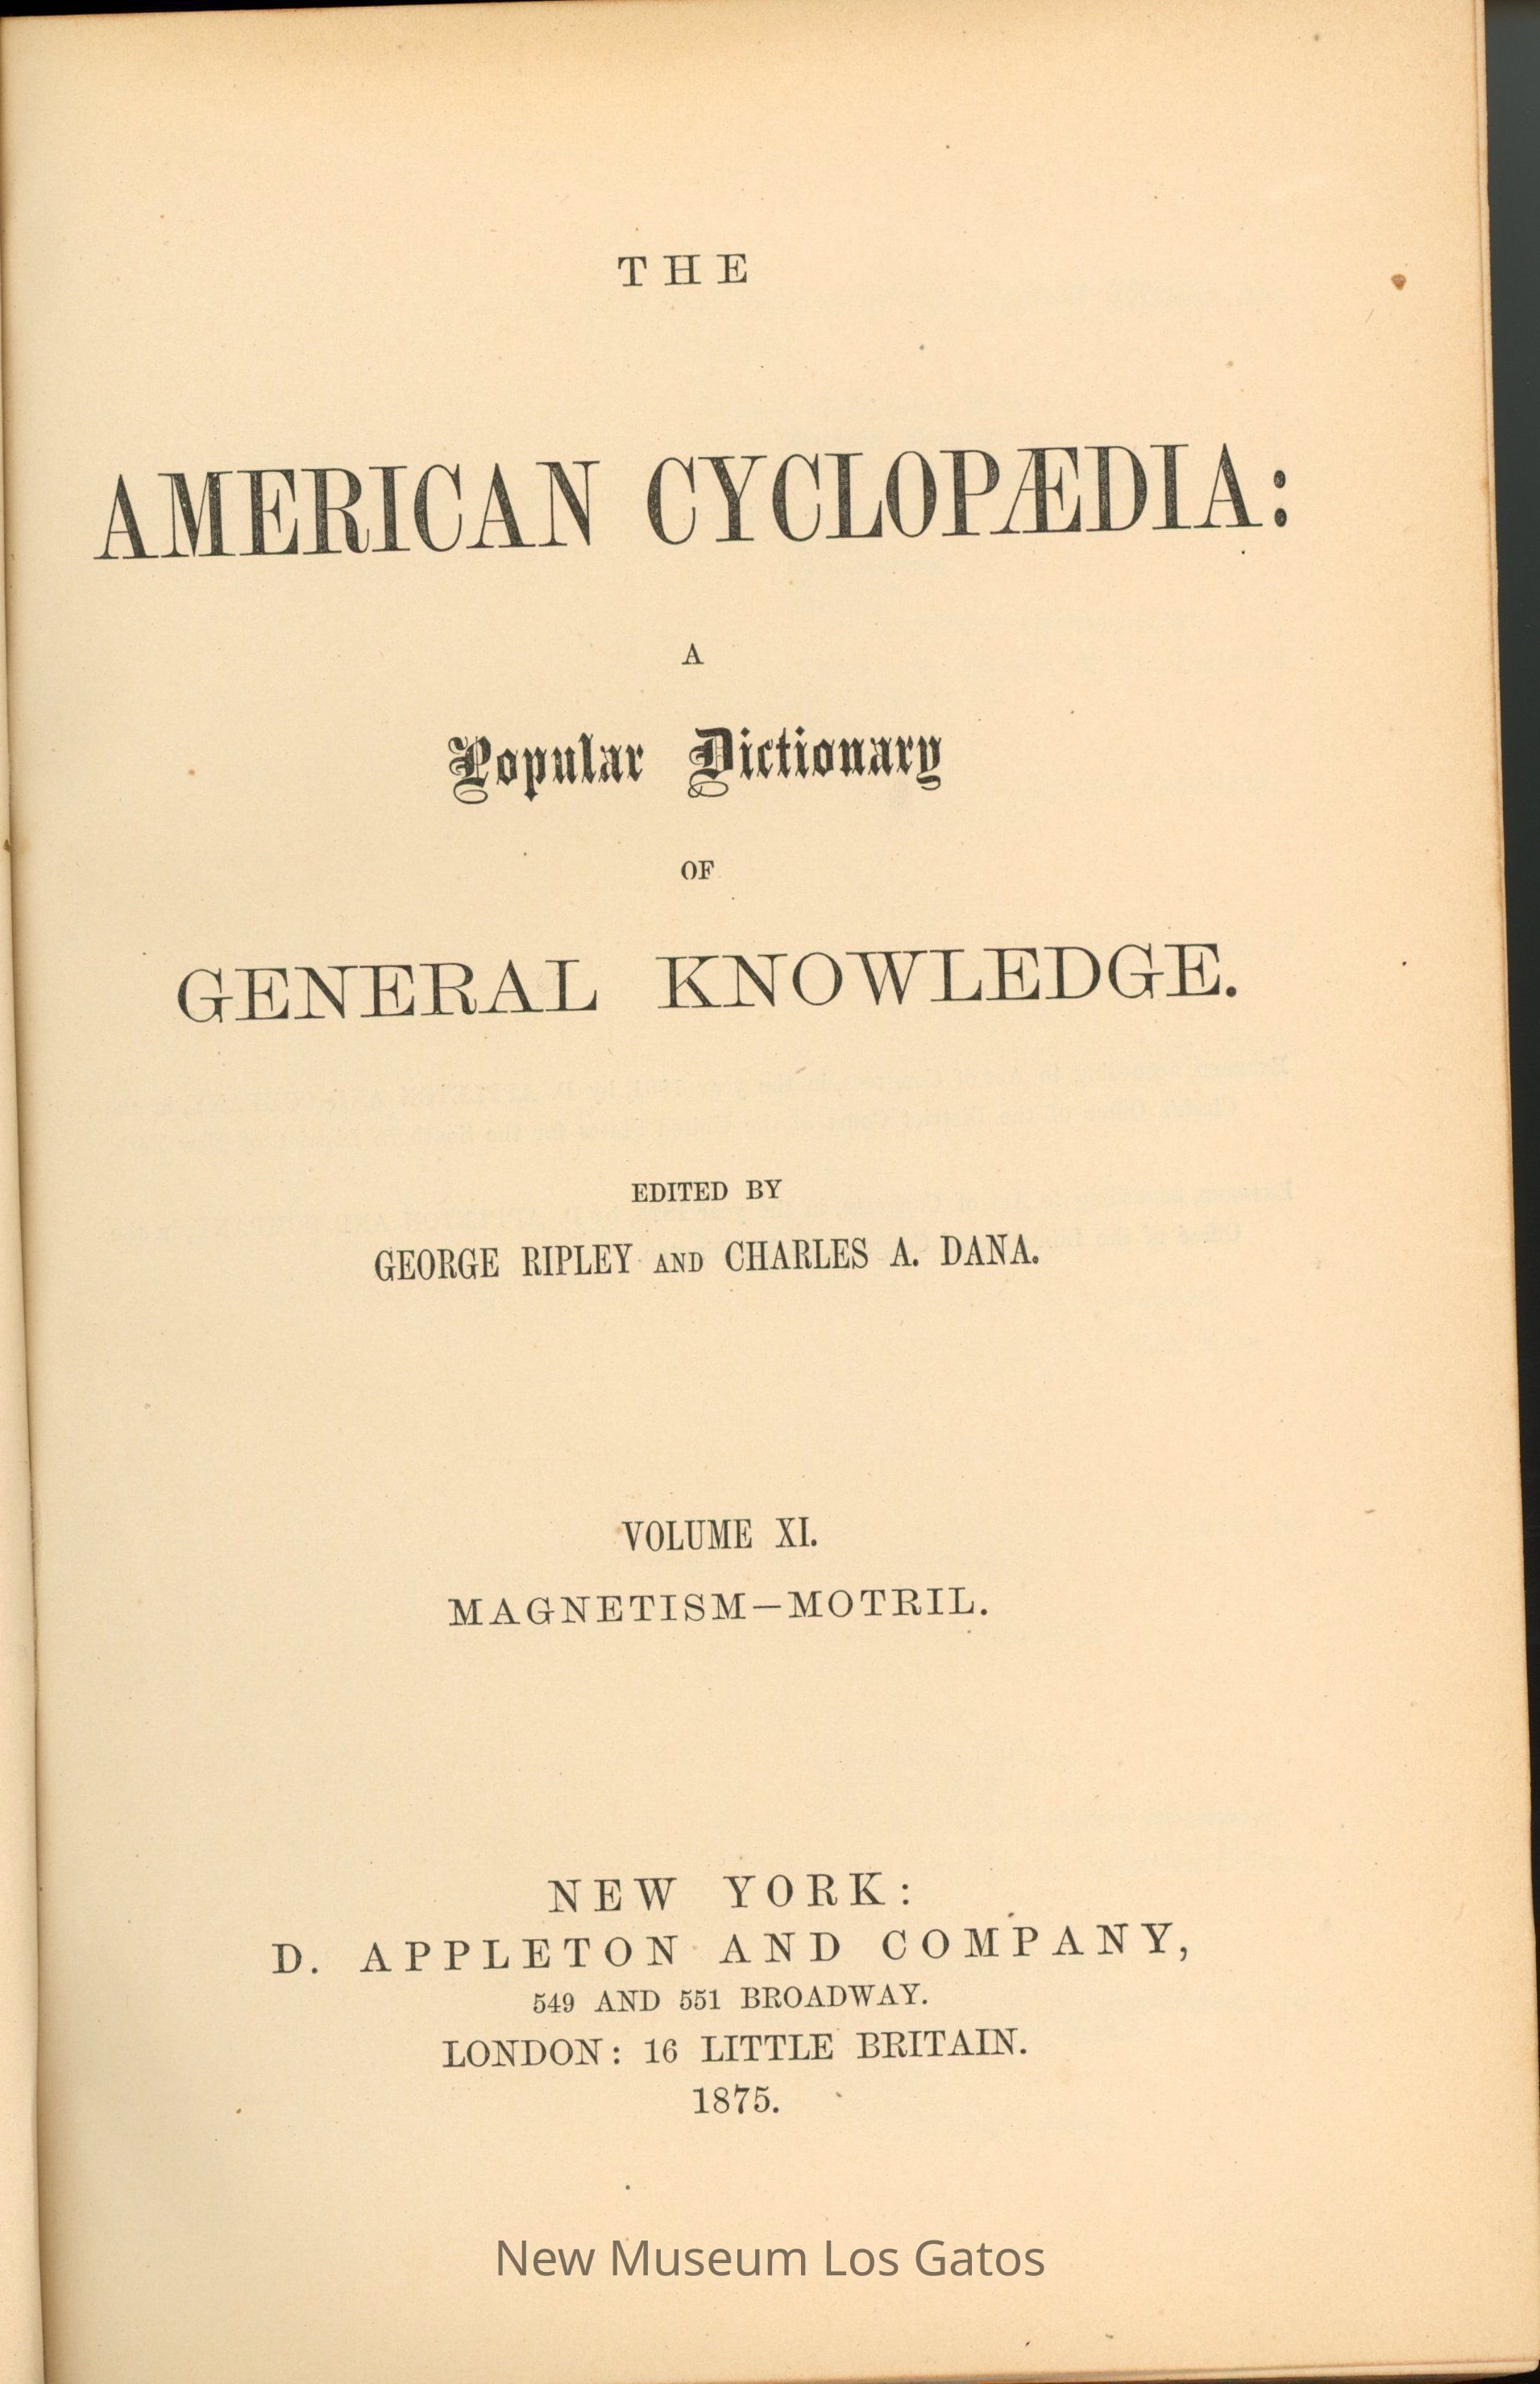 THE
AMERICAN CYCLOPÆDIA:
A
Popular Dictionary
OF
GENERAL KNOWLEDGE.
EDITED BY
GEORGE RIPLEY AND CHARLES A. DANA.
VOLUME XI.
MAGNETISM—MOTRIL.
NEW YORK:
D. APPLETON AND COMPANY,
549 AND 551 BROADWAY.
LONDON: 16 LITTLE BRITAIN.
1875.
New Museum Los Gatos